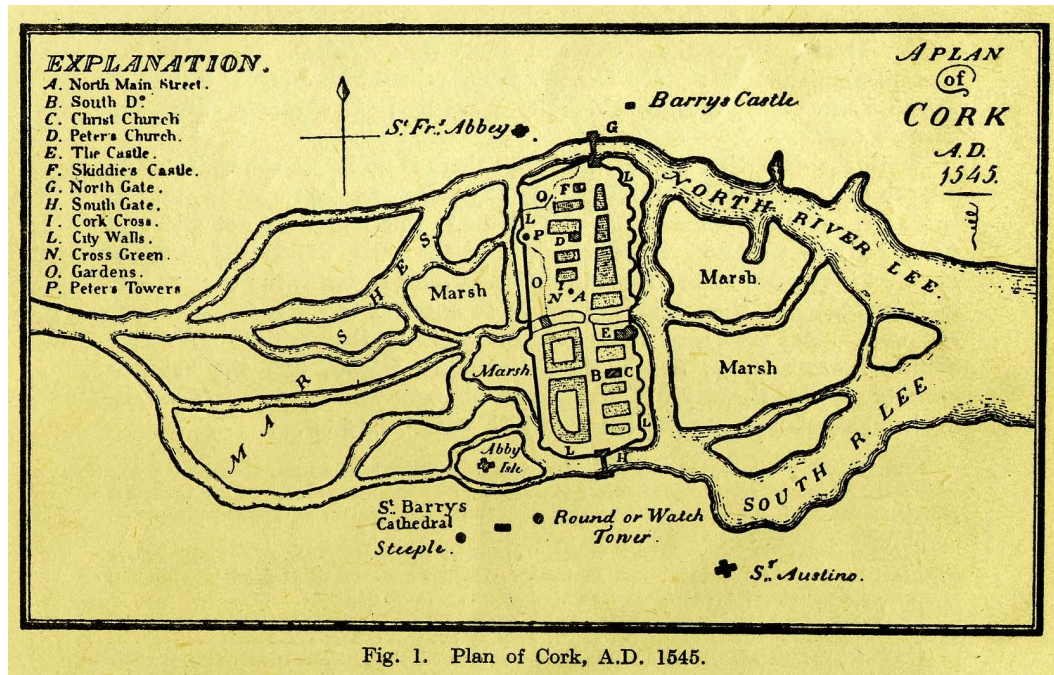 EXPLANATION.
A. North Main Street.
B. South Dº
C. Christ Church
D. Peter's Church.
E. The Castle.
F. Skiddie's Castle.
G. North Gate.
H. South Gate.
I. Cork Cross.
L. City Walls.
N. Cross Green.
O. Gardens.
P. Peter's Towers
A PLAN
of
CORK
A.D.
1545.
Barrys Castle
St. Frs. Abbey
G
L
NORTH RIVER LEE.
O
F
L
P
D
MARSHES
Marsh
Marsh.
O
I
N
A
E
Marsh
Marsh
B
C
L
L
H
Abby
Isle
SOUTH R. LEE
St. Barrys
Cathedral
Steeple.
Round or Watch
Tower.
St. Austins.
Fig. 1. Plan of Cork, A.D. 1545.